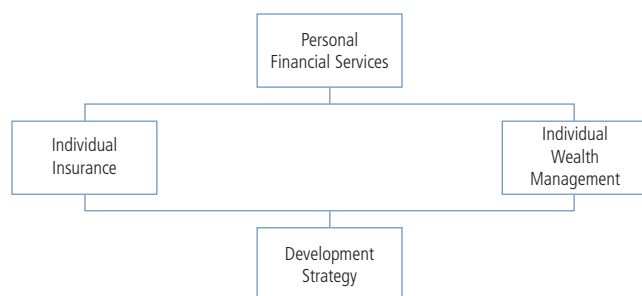 Personal
Financial Services
Individual
Insurance
Individual
Wealth
Management
Development
Strategy